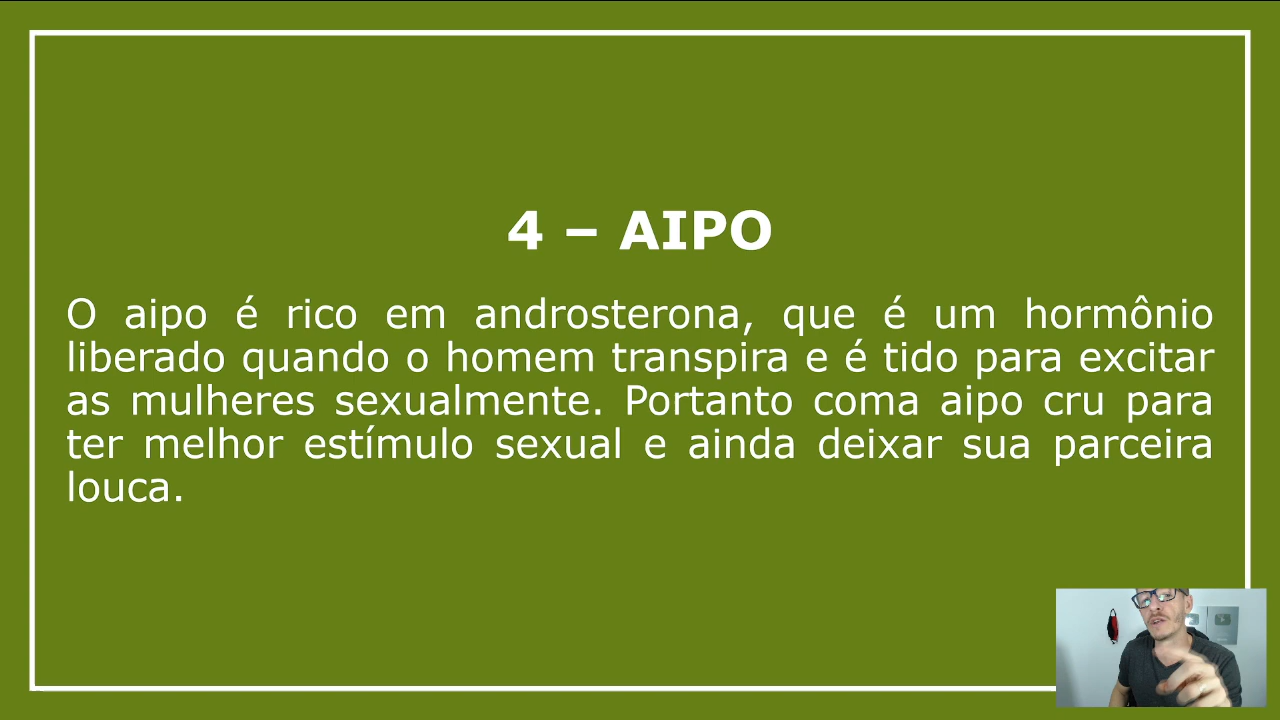 4 – AIPO
O aipo é rico em androsterona, que é um hormônio
liberado quando o homem transpira e é tido para excitar
as mulheres sexualmente. Portanto coma aipo cru para
ter melhor estímulo sexual e ainda deixar sua parceira
louca.